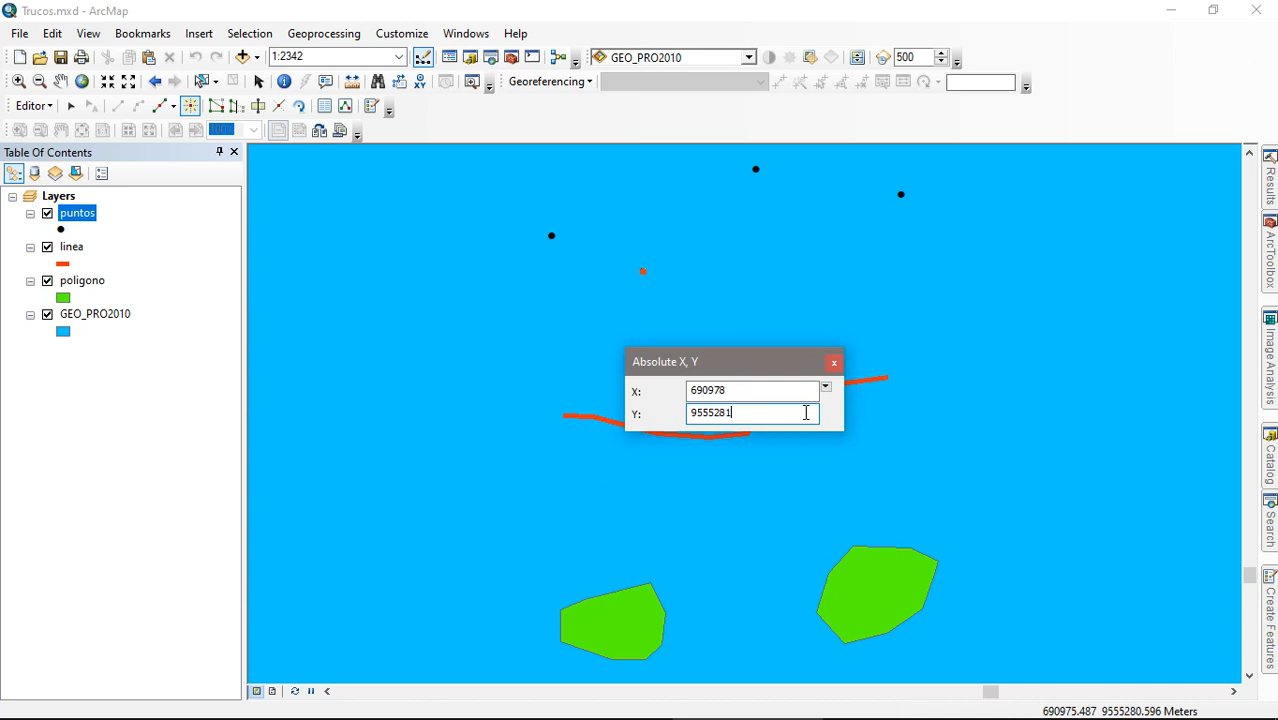 Trucos.mxd - ArcMap
File Edit View Bookmarks Insert Selection Geoprocessing Customize Windows Help
1:2342 GEO_PRO2010 500
Georeferencing
Editor
Table Of Contents
Layers
puntos
linea
poligono
GEO_PRO2010
Absolute X, Y
X: 690978
Y: 9555281
Results
ArcToolbox
Image Analysis
Catalog
Search
Create Features
690975.487 9555280.596 Meters